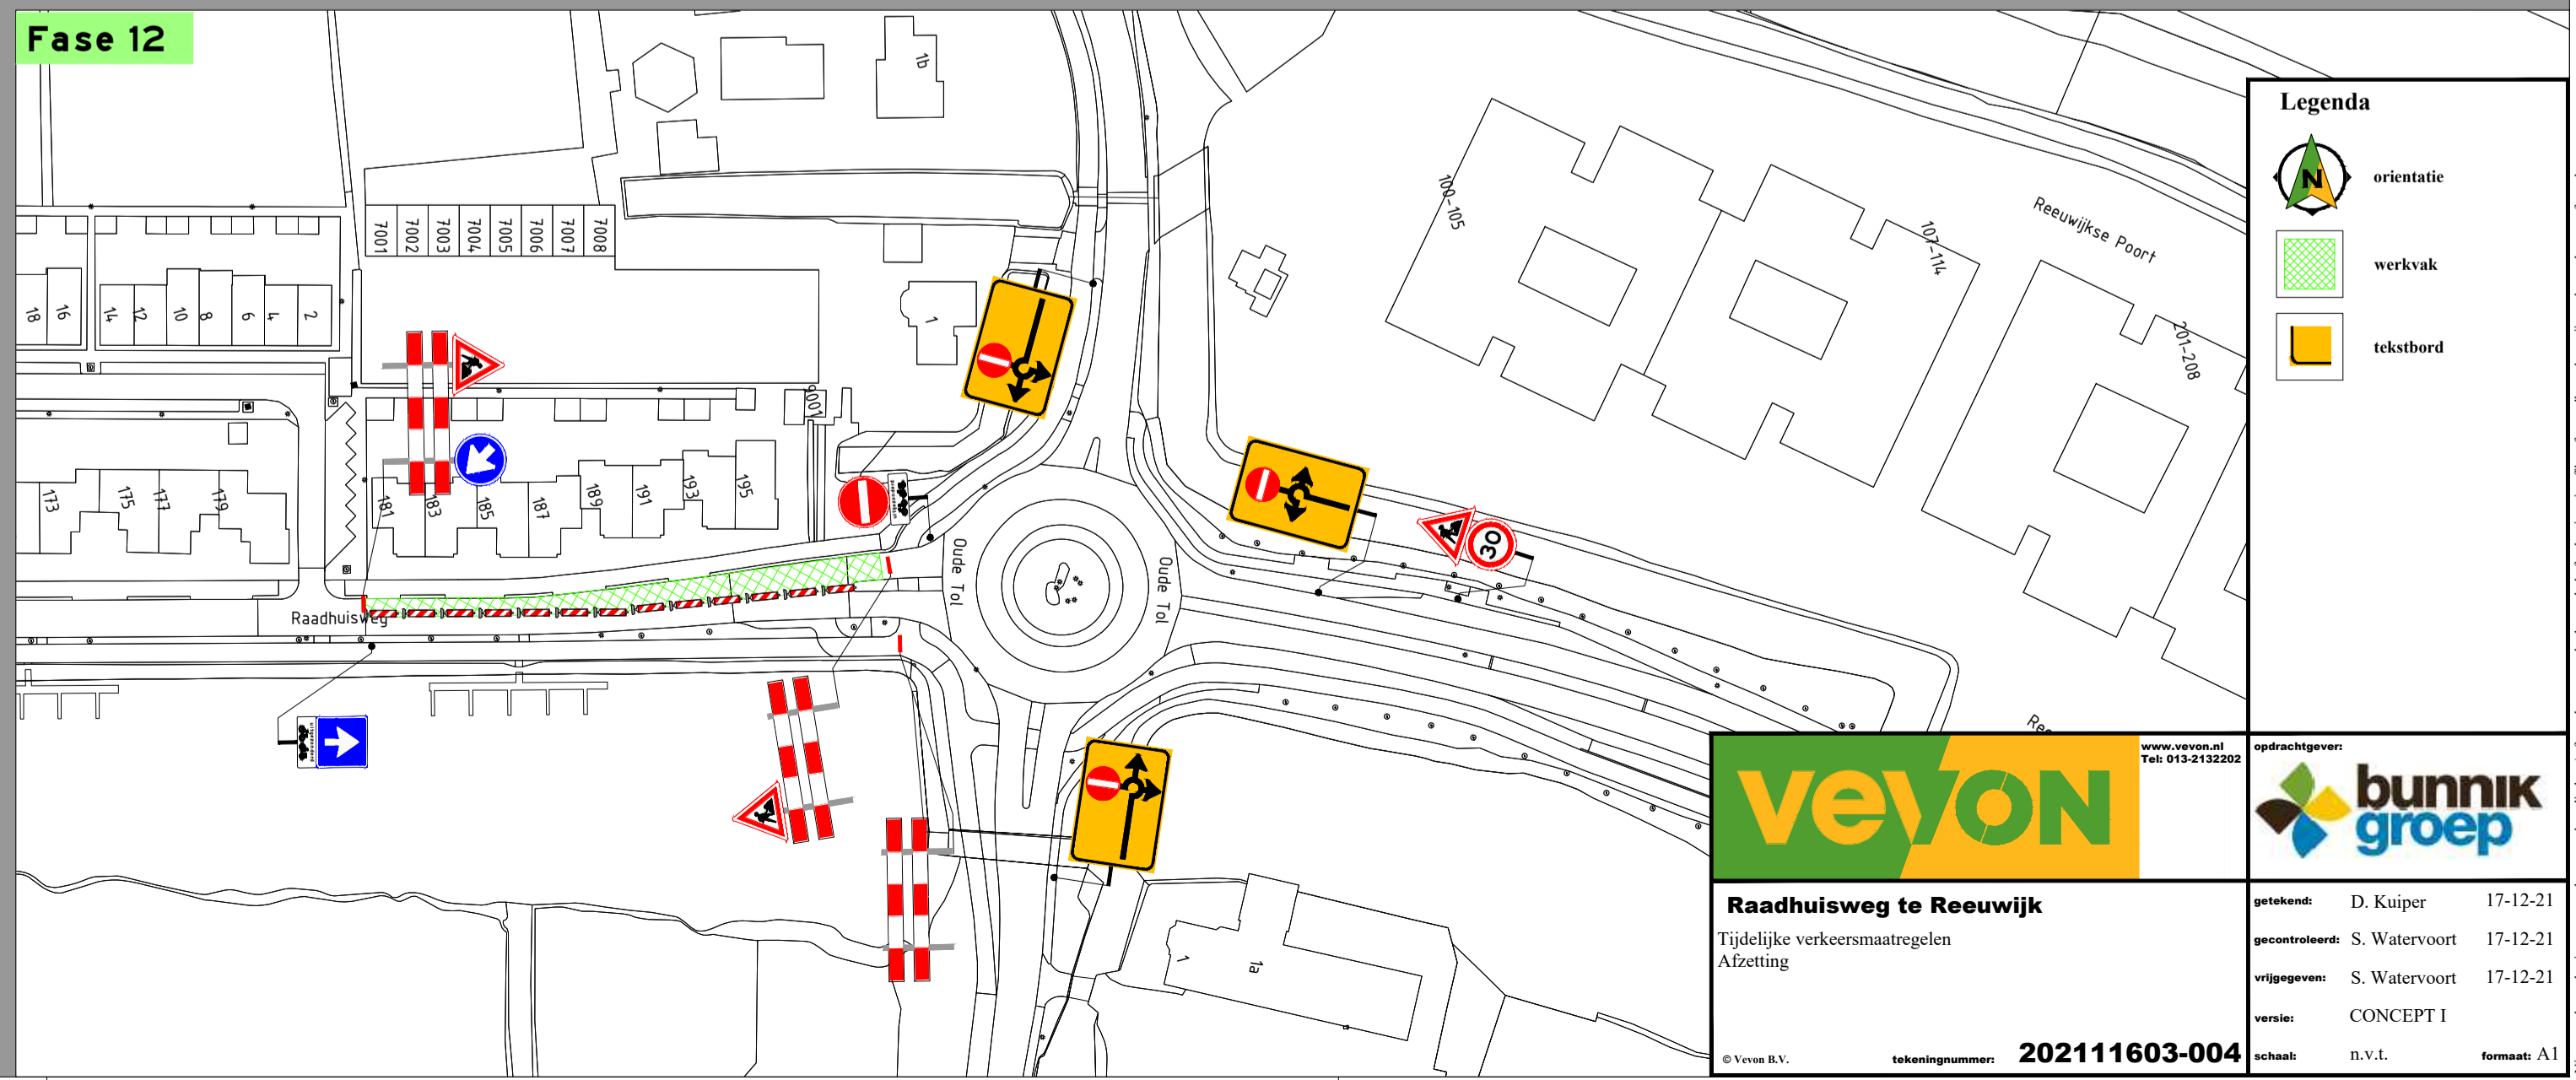 Fase 12
1b
7001
7002
7003
7004
7005
7006
7007
7008
18
16
14
12
10
8
6
4
2
1
9001
173
175
177
179
181
183
185
187
189
191
193
195
Raadhuisweg
Oude Tol
Oude Tol
30
100-105
107-114
201-208
Reeuwijkse Poort
1
1a
Legenda
N
orientatie
werkvak
tekstbord
vevon
www.vevon.nl
Tel: 013-2132202
opdrachtgever:
bunnik
groep
Raadhuisweg te Reeuwijk
Tijdelijke verkeersmaatregelen
Afzetting
© Vevon B.V.
tekeningnummer: 202111603-004
getekend: D. Kuiper 17-12-21
gecontroleerd: S. Watervoort 17-12-21
vrijgegeven: S. Watervoort 17-12-21
versie: CONCEPT I
schaal: n.v.t. formaat: A1